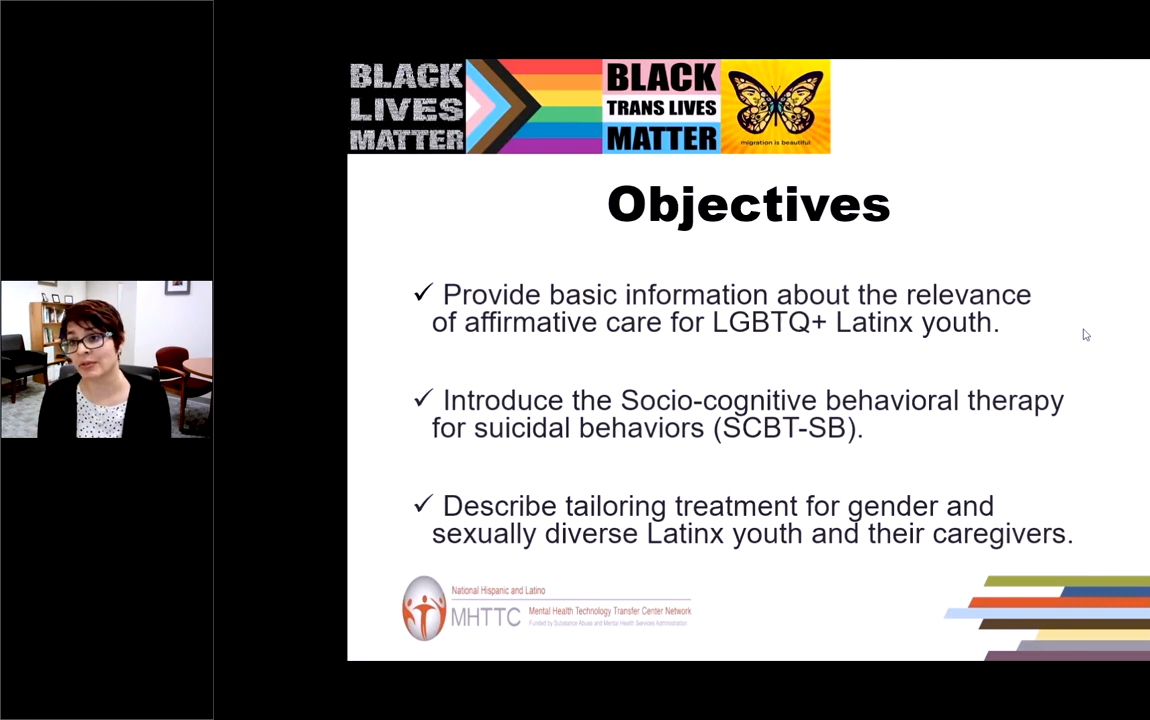 BLACK
LIVES
MATTER
BLACK
TRANS LIVES
MATTER
migration is beautiful
Objectives
✓ Provide basic information about the relevance
of affirmative care for LGBTQ+ Latinx youth.
✓ Introduce the Socio-cognitive behavioral therapy
for suicidal behaviors (SCBT-SB).
✓ Describe tailoring treatment for gender and
sexually diverse Latinx youth and their caregivers.
National Hispanic and Latino
MHTTC
Mental Health Technology Transfer Center Network
Funded by Substance Abuse and Mental Health Services Administration